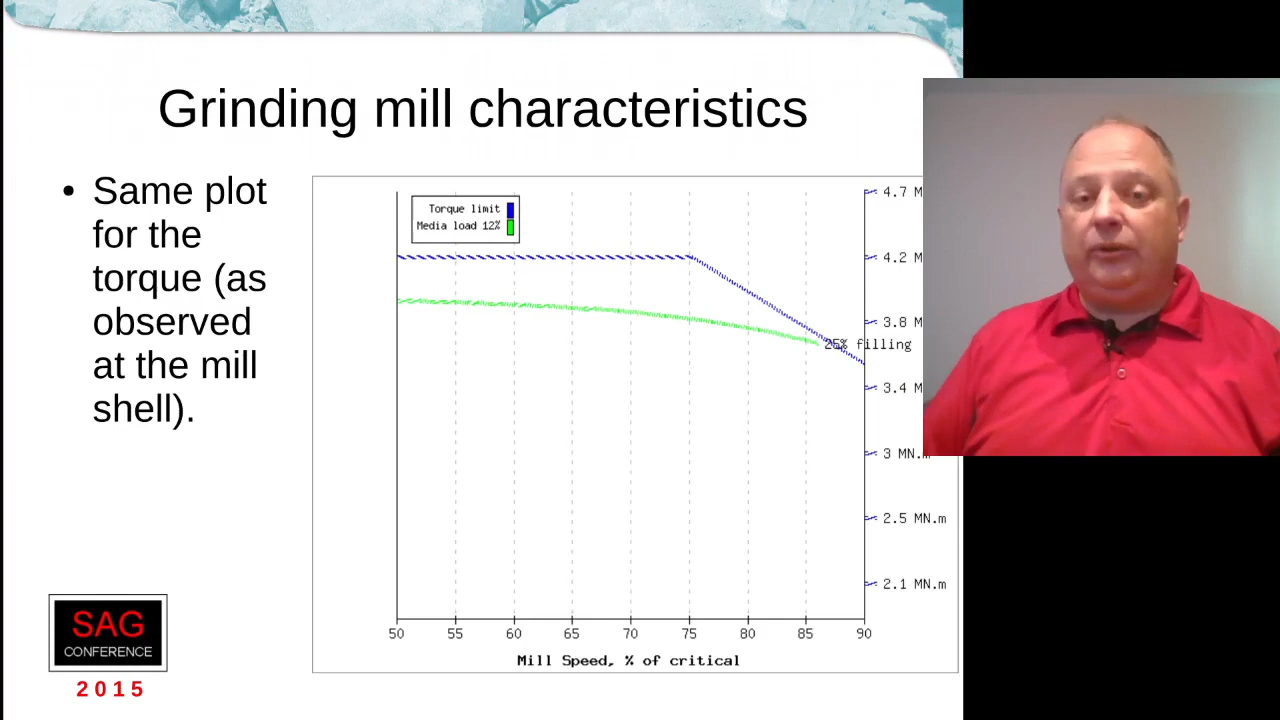 Grinding mill characteristics
• Same plot
for the
torque (as
observed
at the mill
shell).
Torque limit
Media load 12%
4.7 M
4.2 M
3.8 M
25% filling
3.4 M
3 MN.m
2.5 MN.m
2.1 MN.m
50 55 60 65 70 75 80 85 90
Mill Speed, % of critical
SAG
CONFERENCE
2015